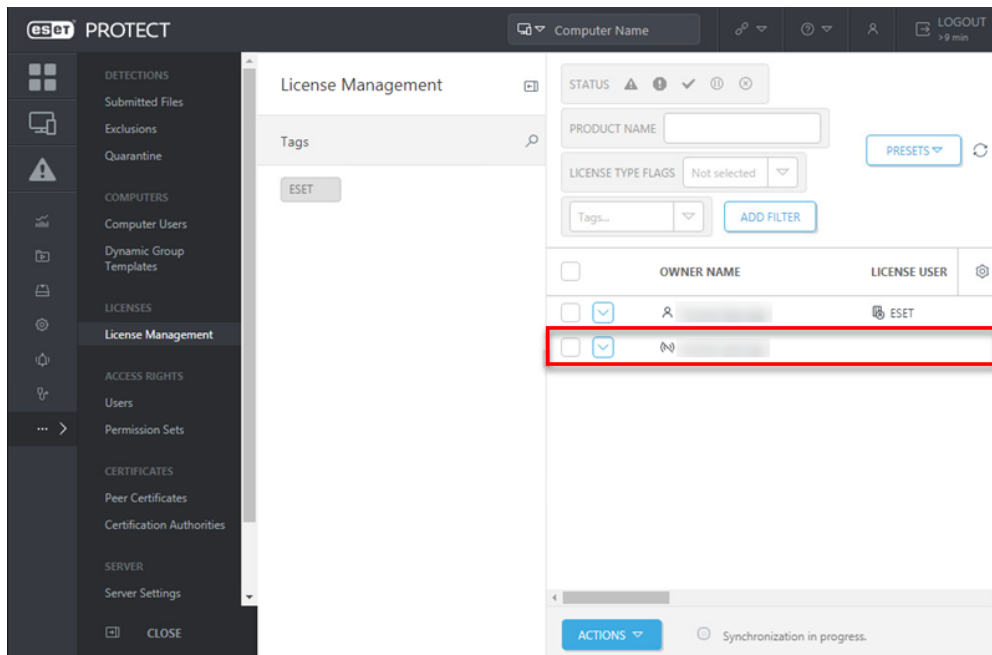 eset PROTECT
Computer Name
LOGOUT
>9 min
DETECTIONS
Submitted Files
Exclusions
Quarantine
COMPUTERS
Computer Users
Dynamic Group
Templates
LICENSES
License Management
ACCESS RIGHTS
Users
Permission Sets
...
CERTIFICATES
Peer Certificates
Certification Authorities
SERVER
Server Settings
CLOSE
License Management
Tags
ESET
STATUS
PRODUCT NAME
PRESETS
LICENSE TYPE FLAGS Not selected
Tags... ADD FILTER
OWNER NAME LICENSE USER
ESET
ACTIONS Synchronization in progress.